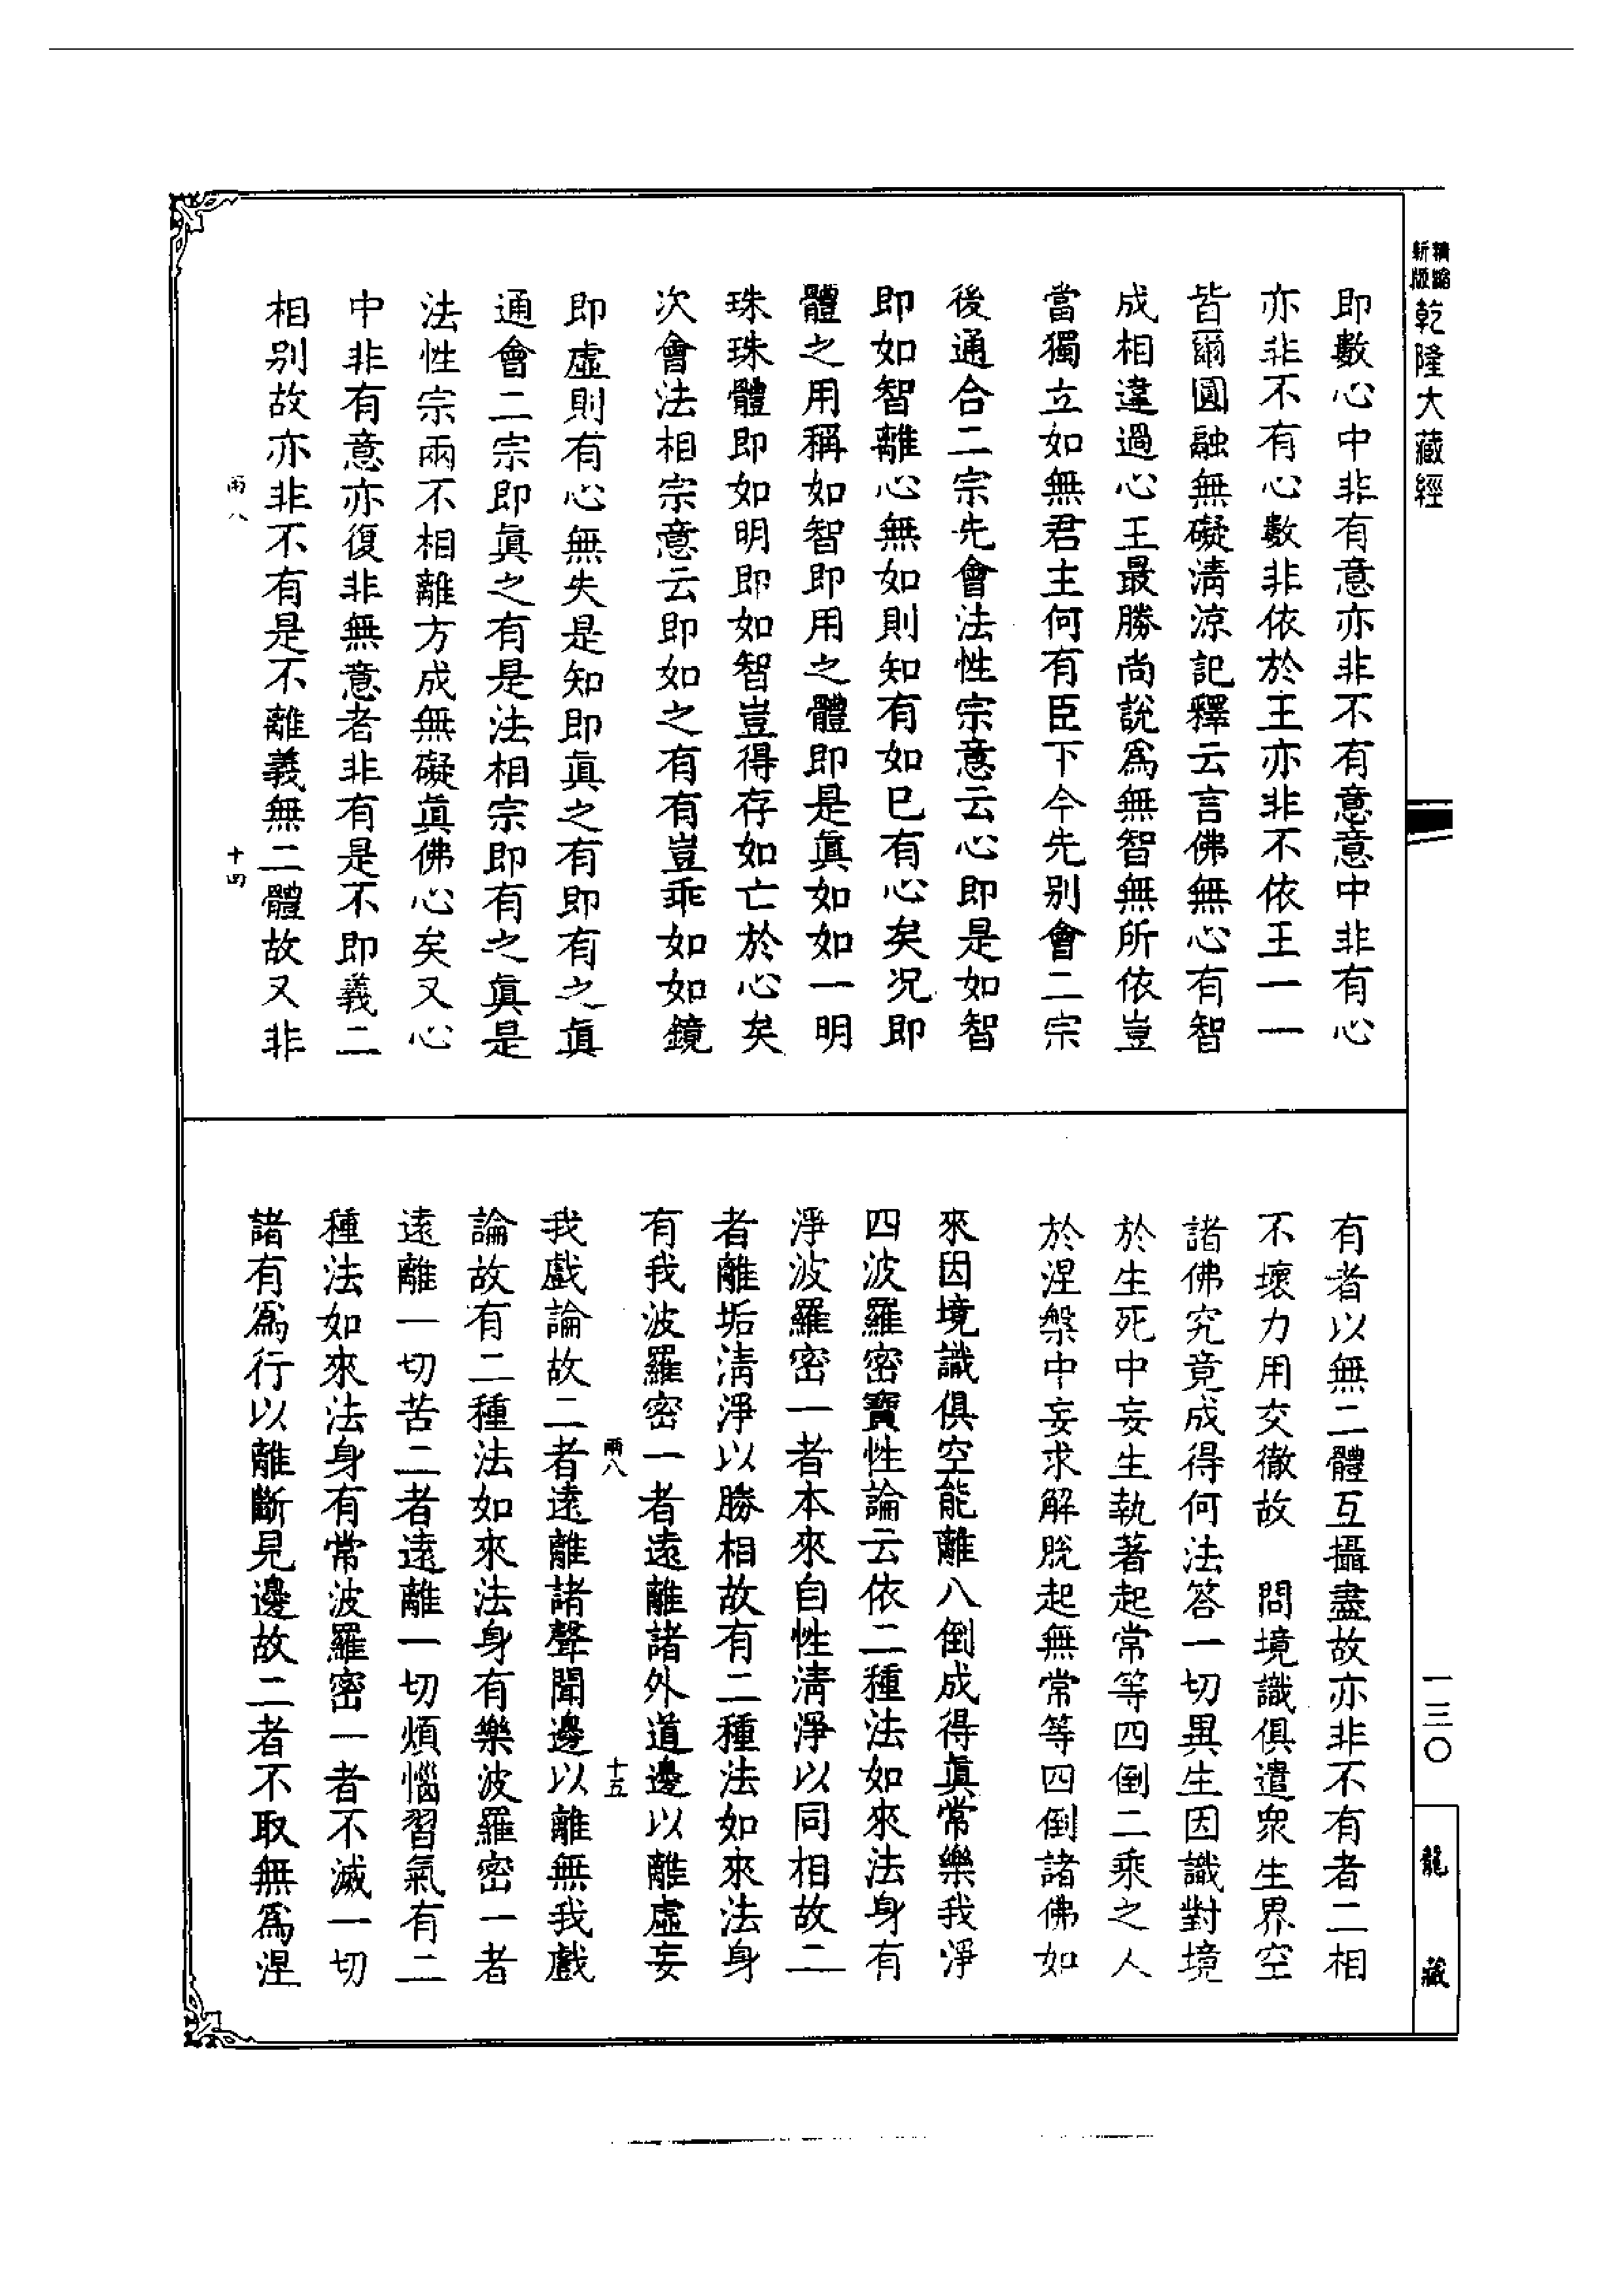 精縮
新版
乾隆大藏經
即數心中非有意亦非不有意意中非有心
亦非不有心數非依於王亦非不依王一一
皆爾圓融無礙清涼記釋云言佛無心有智
成相違過心王最勝尚說爲無智無所依豈
當獨立如無君主何有臣下今先別會二宗
後通合二宗先會法性宗意云心即是如智
即如智離心無如則知有如已有心矣況即
體之用稱如智即用之體即是眞如如一明
珠珠體即如明即如智豈得存如亡於心矣
次會法相宗意云即如之有有豈乖如如鏡
即虛則有心無失是知即眞之有即有之眞
通會二宗即眞之有是法相宗即有之眞是
法性宗兩不相離方成無礙眞佛心矣又心
中非有意亦復非無意者非有是不即義二
相別故亦非不有是不離義無二體故又非
雨八
十四
有者以無二體互攝盡故亦非不有者二相
不壞力用交徹故　問境識俱遣衆生界空
諸佛究竟成得何法答一切異生因識對境
於生死中妄生執著起常等四倒二乘之人
於涅槃中妄求解脫起無常等四倒諸佛如
來因境識俱空能離八倒成得眞常樂我淨
四波羅密寶性論云依二種法如來法身有
淨波羅密一者本來自性清淨以同相故二
者離垢清淨以勝相故有二種法如來法身
有我波羅密一者遠離諸外道邊以離虛妄
雨八
十五
我戲論故二者遠離諸聲聞邊以離無我戲
論故有二種法如來法身有樂波羅密一者
遠離一切苦二者遠離一切煩惱習氣有二
種法如來法身有常波羅密一者不滅一切
諸有爲行以離斷見邊故二者不取無爲涅
一三〇
龍藏